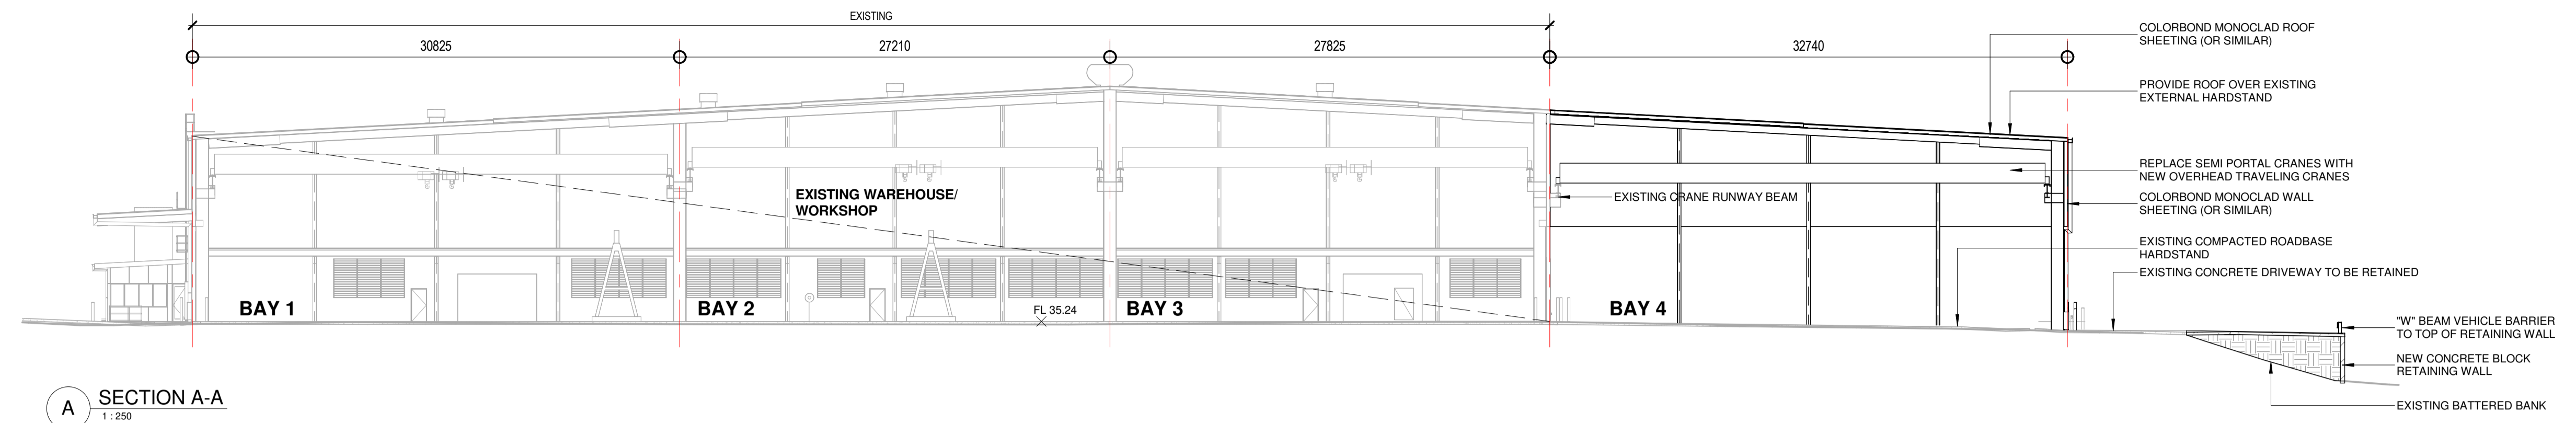 EXISTING
30825
27210
27825
32740
COLORBOND MONOCLAD ROOF
SHEETING (OR SIMILAR)
PROVIDE ROOF OVER EXISTING
EXTERNAL HARDSTAND
REPLACE SEMI PORTAL CRANES WITH
NEW OVERHEAD TRAVELING CRANES
COLORBOND MONOCLAD WALL
SHEETING (OR SIMILAR)
EXISTING COMPACTED ROADBASE
HARDSTAND
EXISTING CONCRETE DRIVEWAY TO BE RETAINED
"W" BEAM VEHICLE BARRIER
TO TOP OF RETAINING WALL
NEW CONCRETE BLOCK
RETAINING WALL
EXISTING BATTERED BANK
EXISTING WAREHOUSE/
WORKSHOP
EXISTING CRANE RUNWAY BEAM
BAY 1
BAY 2
FL 35.24
BAY 3
BAY 4
A
SECTION A-A
1 : 250